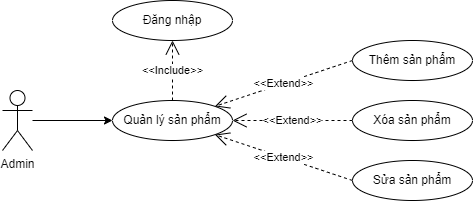 Đăng nhập
Thêm sản phẩm
<<Include>>
<<Extend>>
Quản lý sản phẩm
<<Extend>>
Xóa sản phẩm
Admin
<<Extend>>
Sửa sản phẩm